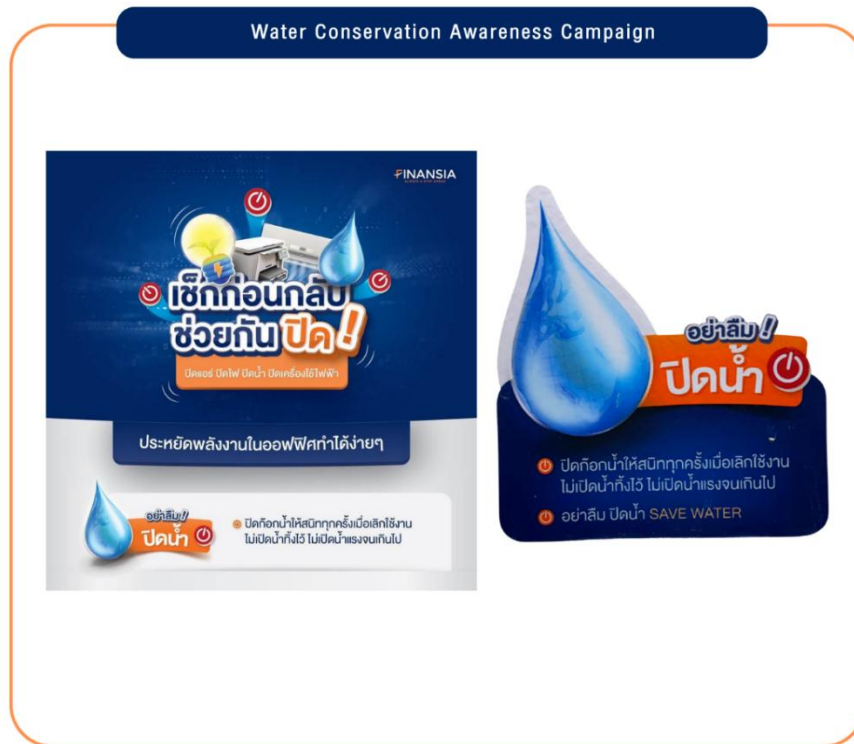 Water Conservation Awareness Campaign
FINANSIA
เช็กก่อนกลับ
ช่วยกัน ปิด!
ปิดแอร์ ปิดไฟ ปิดน้ำ ปิดเครื่องใช้ไฟฟ้า
ประหยัดพลังงานในออฟฟิศทำได้ง่ายๆ
อย่าลืม!
ปิดน้ำ
ปิดก๊อกน้ำให้สนิททุกครั้งเมื่อเลิกใช้งาน
ไม่เปิดน้ำทิ้งไว้ ไม่เปิดน้ำแรงจนเกินไป
อย่าลืม!
ปิดน้ำ
ปิดก๊อกน้ำให้สนิททุกครั้งเมื่อเลิกใช้งาน
ไม่เปิดน้ำทิ้งไว้ ไม่เปิดน้ำแรงจนเกินไป
อย่าลืม ปิดน้ำ SAVE WATER